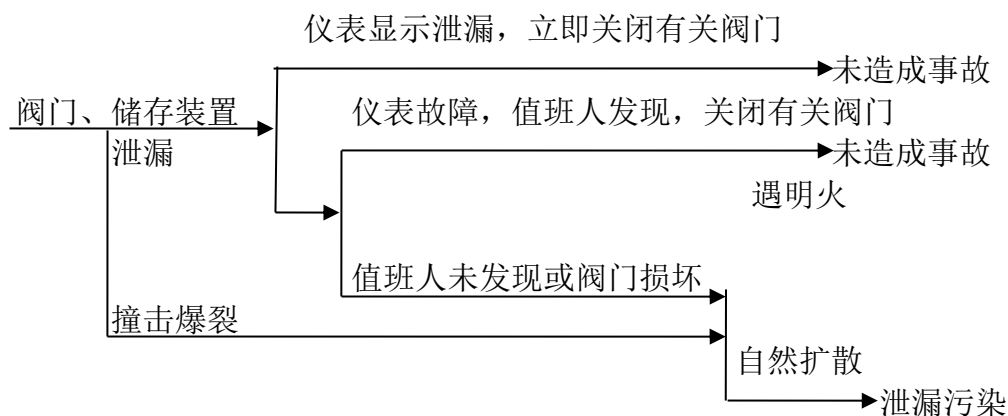 仪表显示泄漏，立即关闭有关阀门
未造成事故
阀门、储存装置
泄漏
仪表故障，值班人发现，关闭有关阀门
未造成事故
遇明火
值班人未发现或阀门损坏
撞击爆裂
自然扩散
泄漏污染